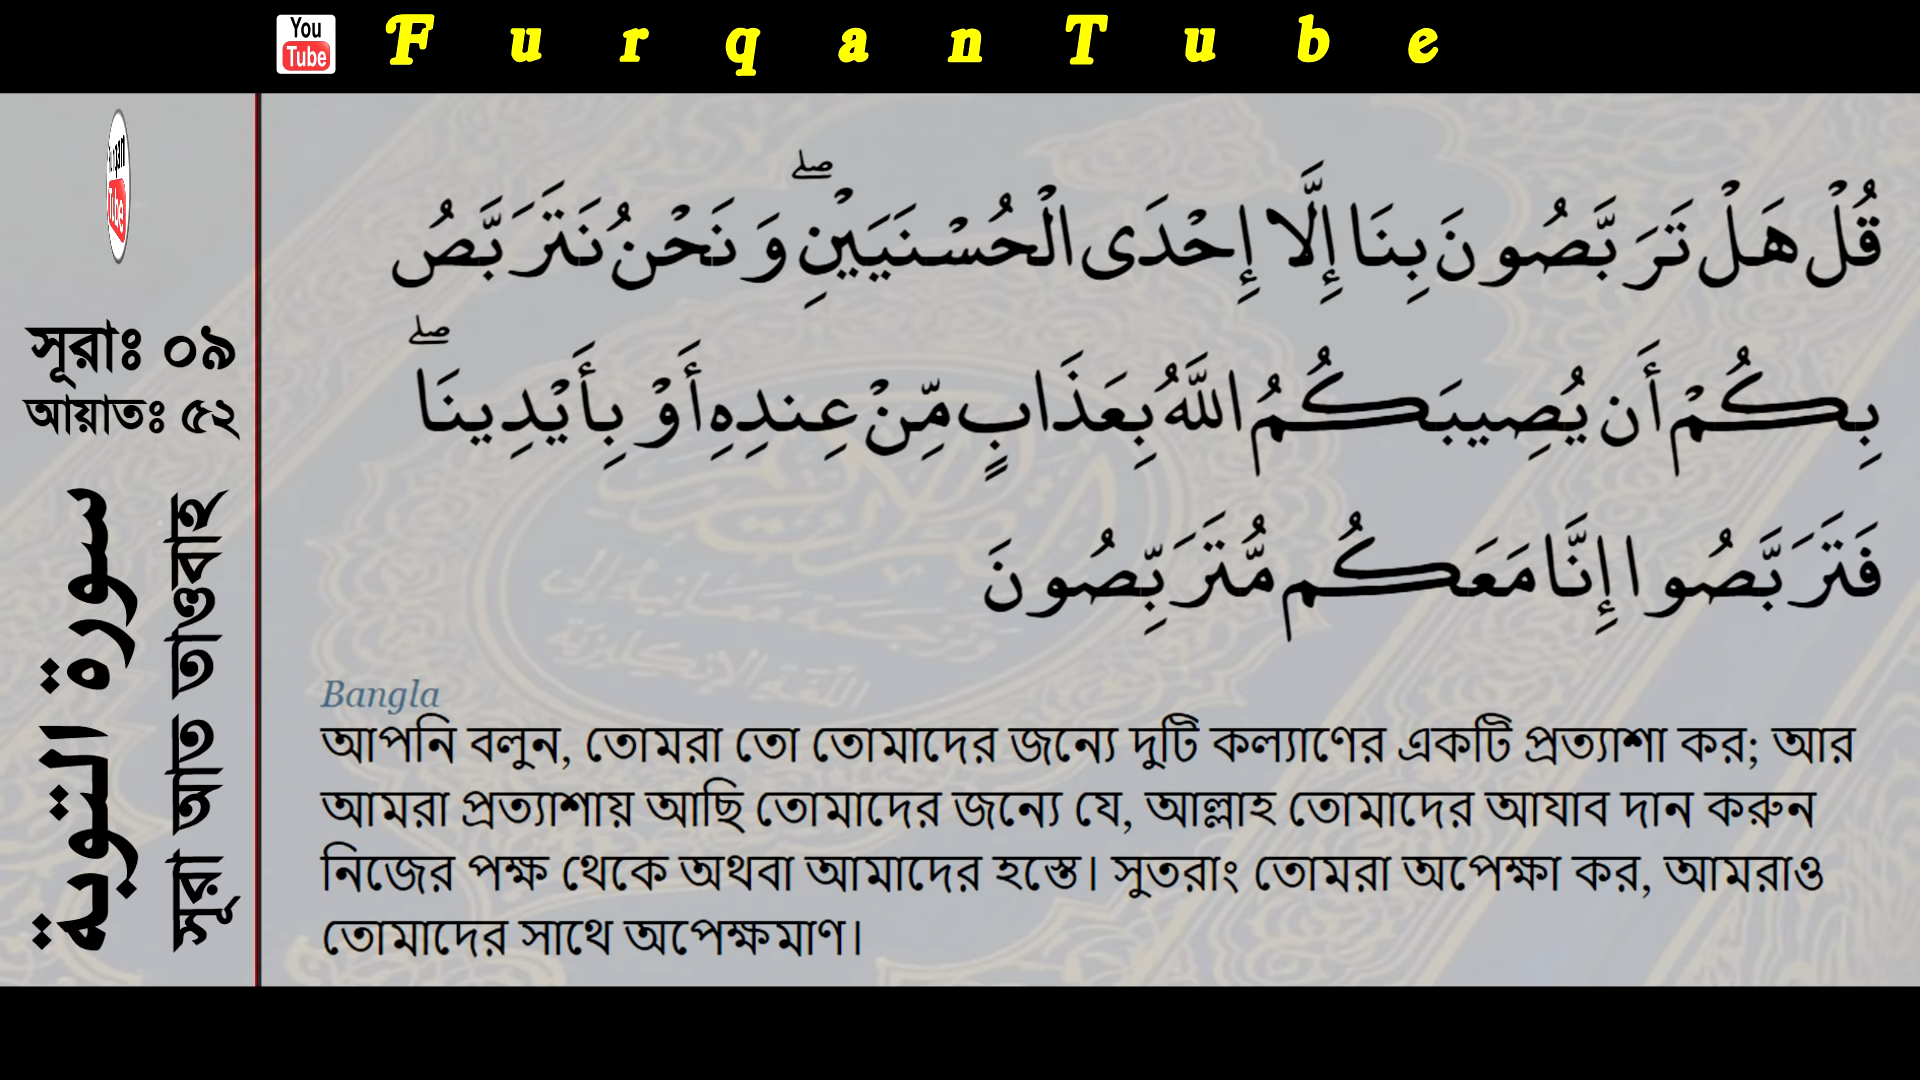 You Tube FurqanTube
সূরাঃ ০৯
আয়াতঃ ৫২
سورة التوبة
সূরা আত তাওবাহ
قُلْ هَلْ تَرَبَّصُونَ بِنَا إِلَّا إِحْدَى الْحُسْنَيَيْنِ ۖ وَنَحْنُ نَتَرَبَّصُ
بِكُمْ أَن يُصِيبَكُمُ اللَّهُ بِعَذَابٍ مِّنْ عِندِهِ أَوْ بِأَيْدِينَا ۖ
فَتَرَبَّصُوا إِنَّا مَعَكُم مُّتَرَبِّصُونَ
Bangla
আপনি বলুন, তোমরা তো তোমাদের জন্যে দুটি কল্যাণের একটি প্রত্যাশা কর; আর
আমরা প্রত্যাশায় আছি তোমাদের জন্যে যে, আল্লাহ তোমাদের আযাব দান করুন
নিজের পক্ষ থেকে অথবা আমাদের হস্তে। সুতরাং তোমরা অপেক্ষা কর, আমরাও
তোমাদের সাথে অপেক্ষমাণ।